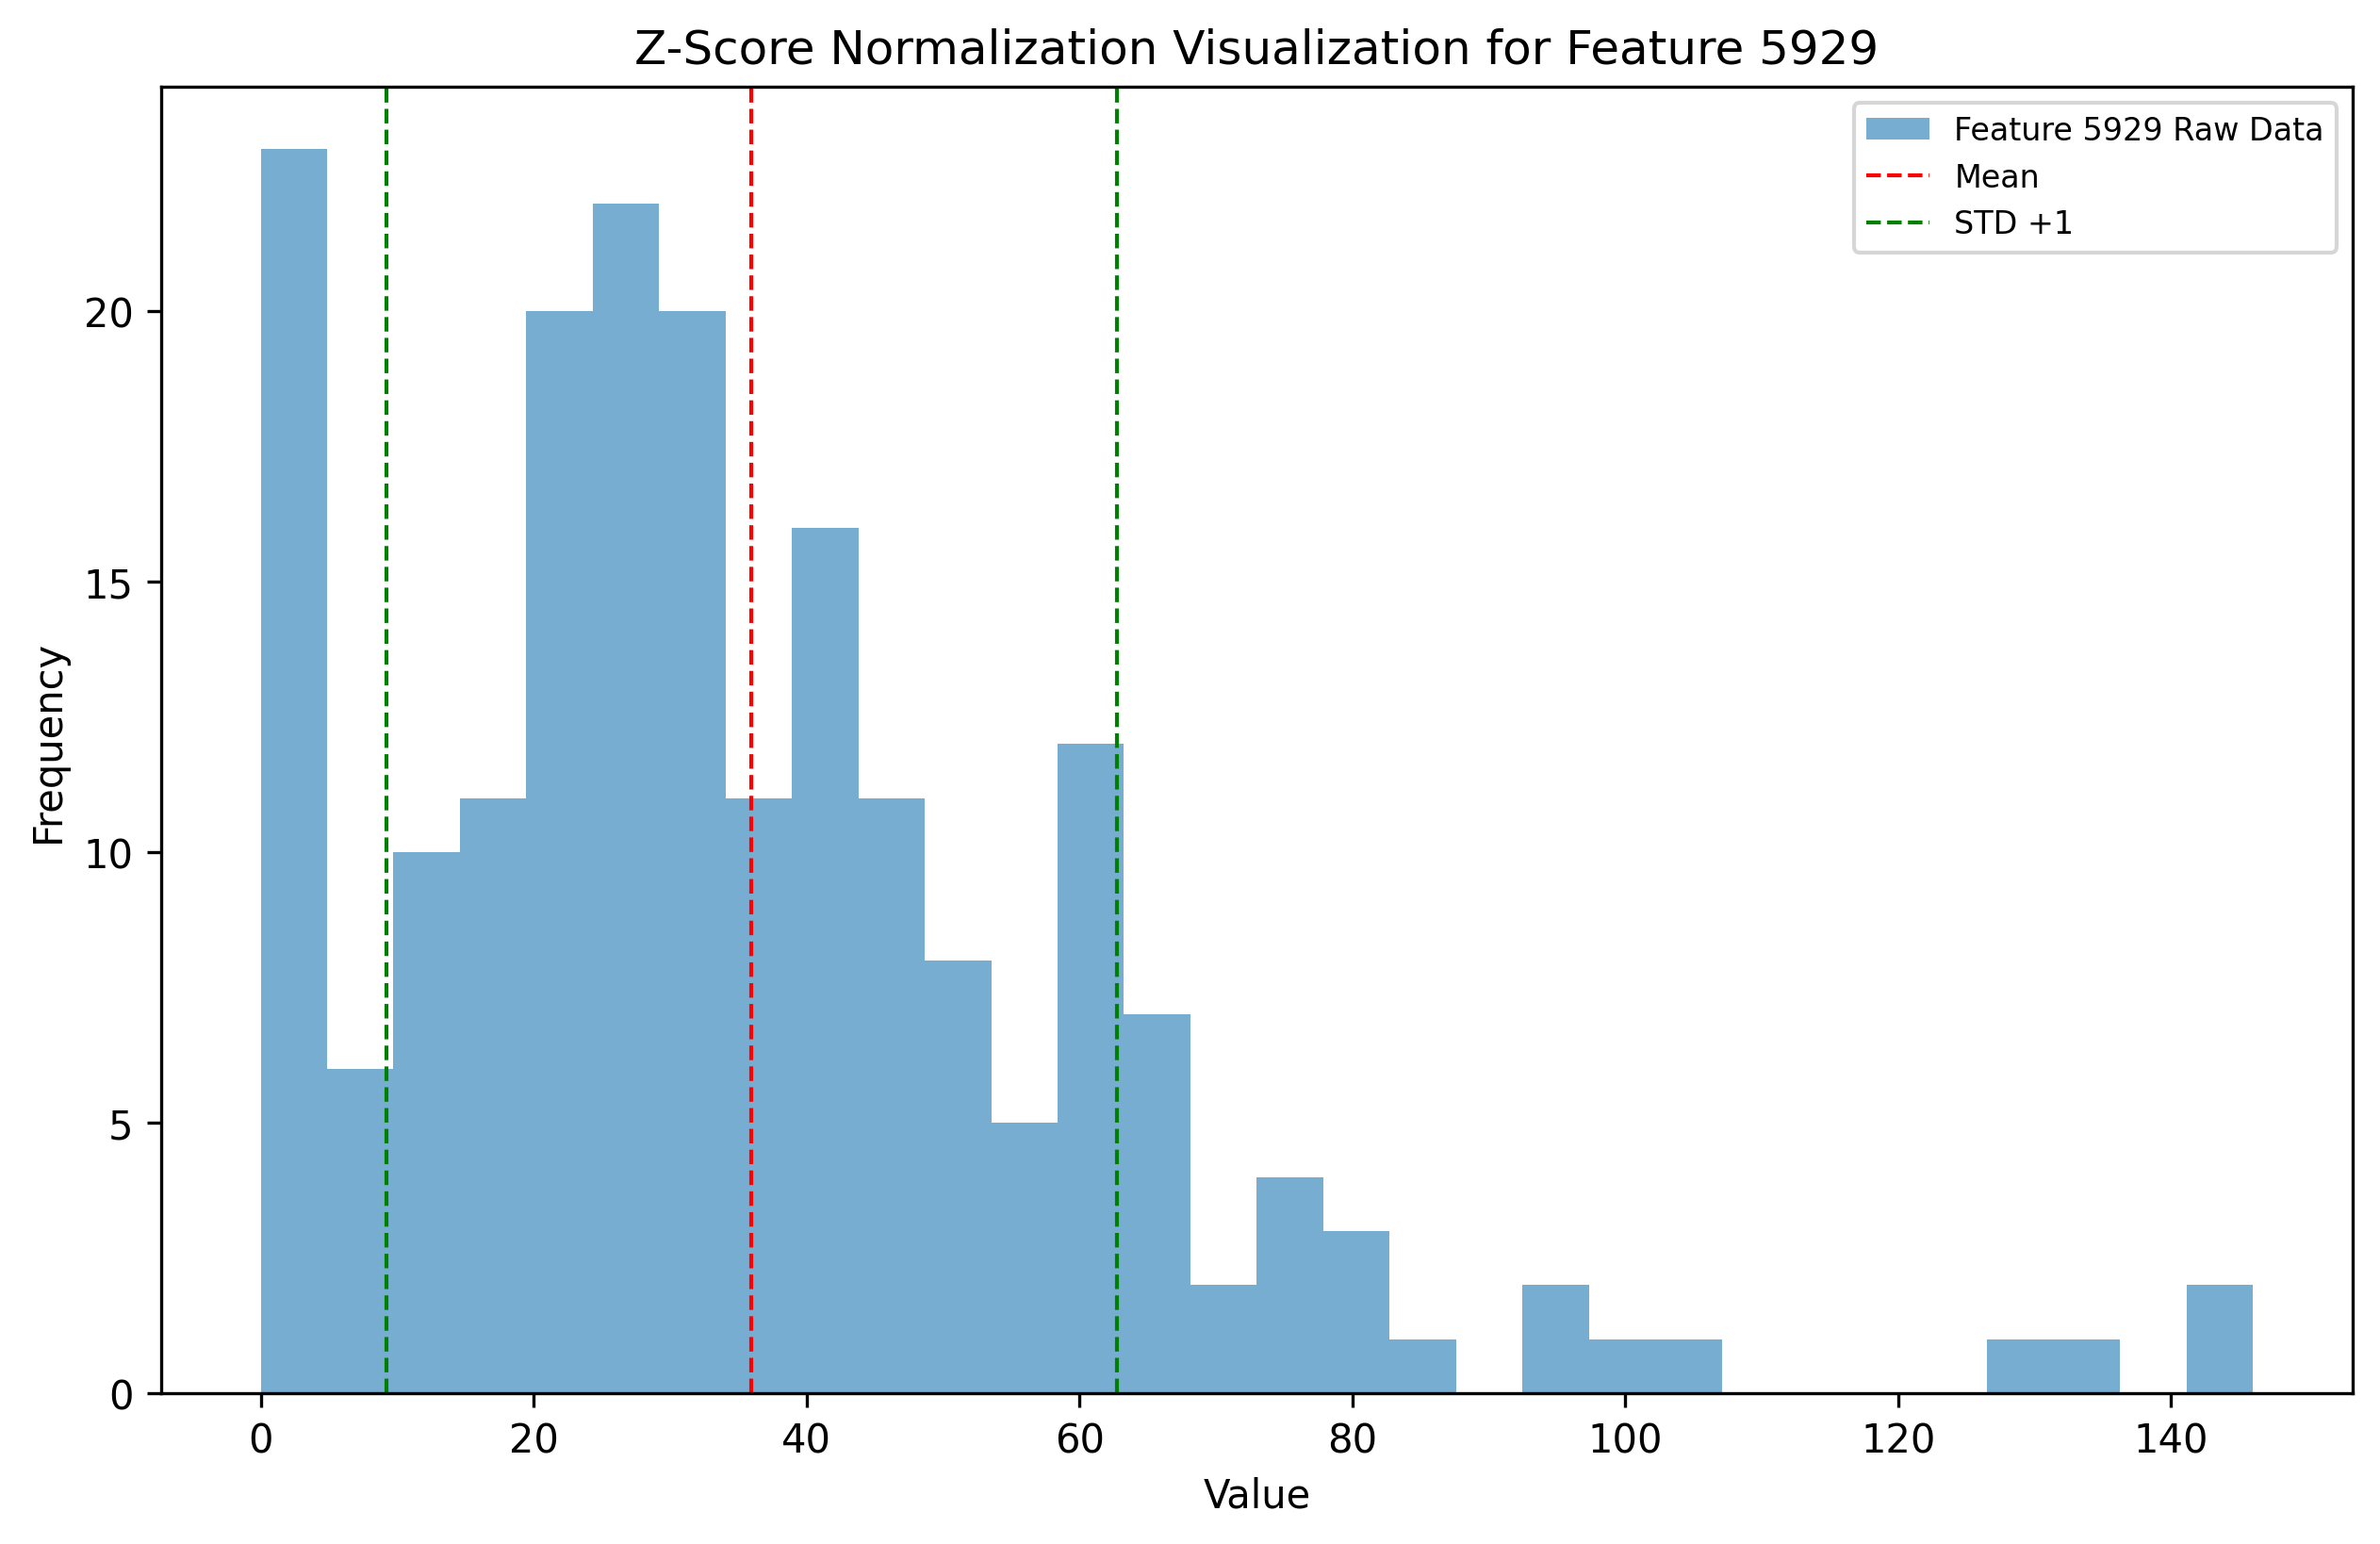 Z-Score Normalization Visualization for Feature 5929
Feature 5929 Raw Data
Mean
STD +1
Frequency
20
15
10
5
0
0 20 40 60 80 100 120 140
Value